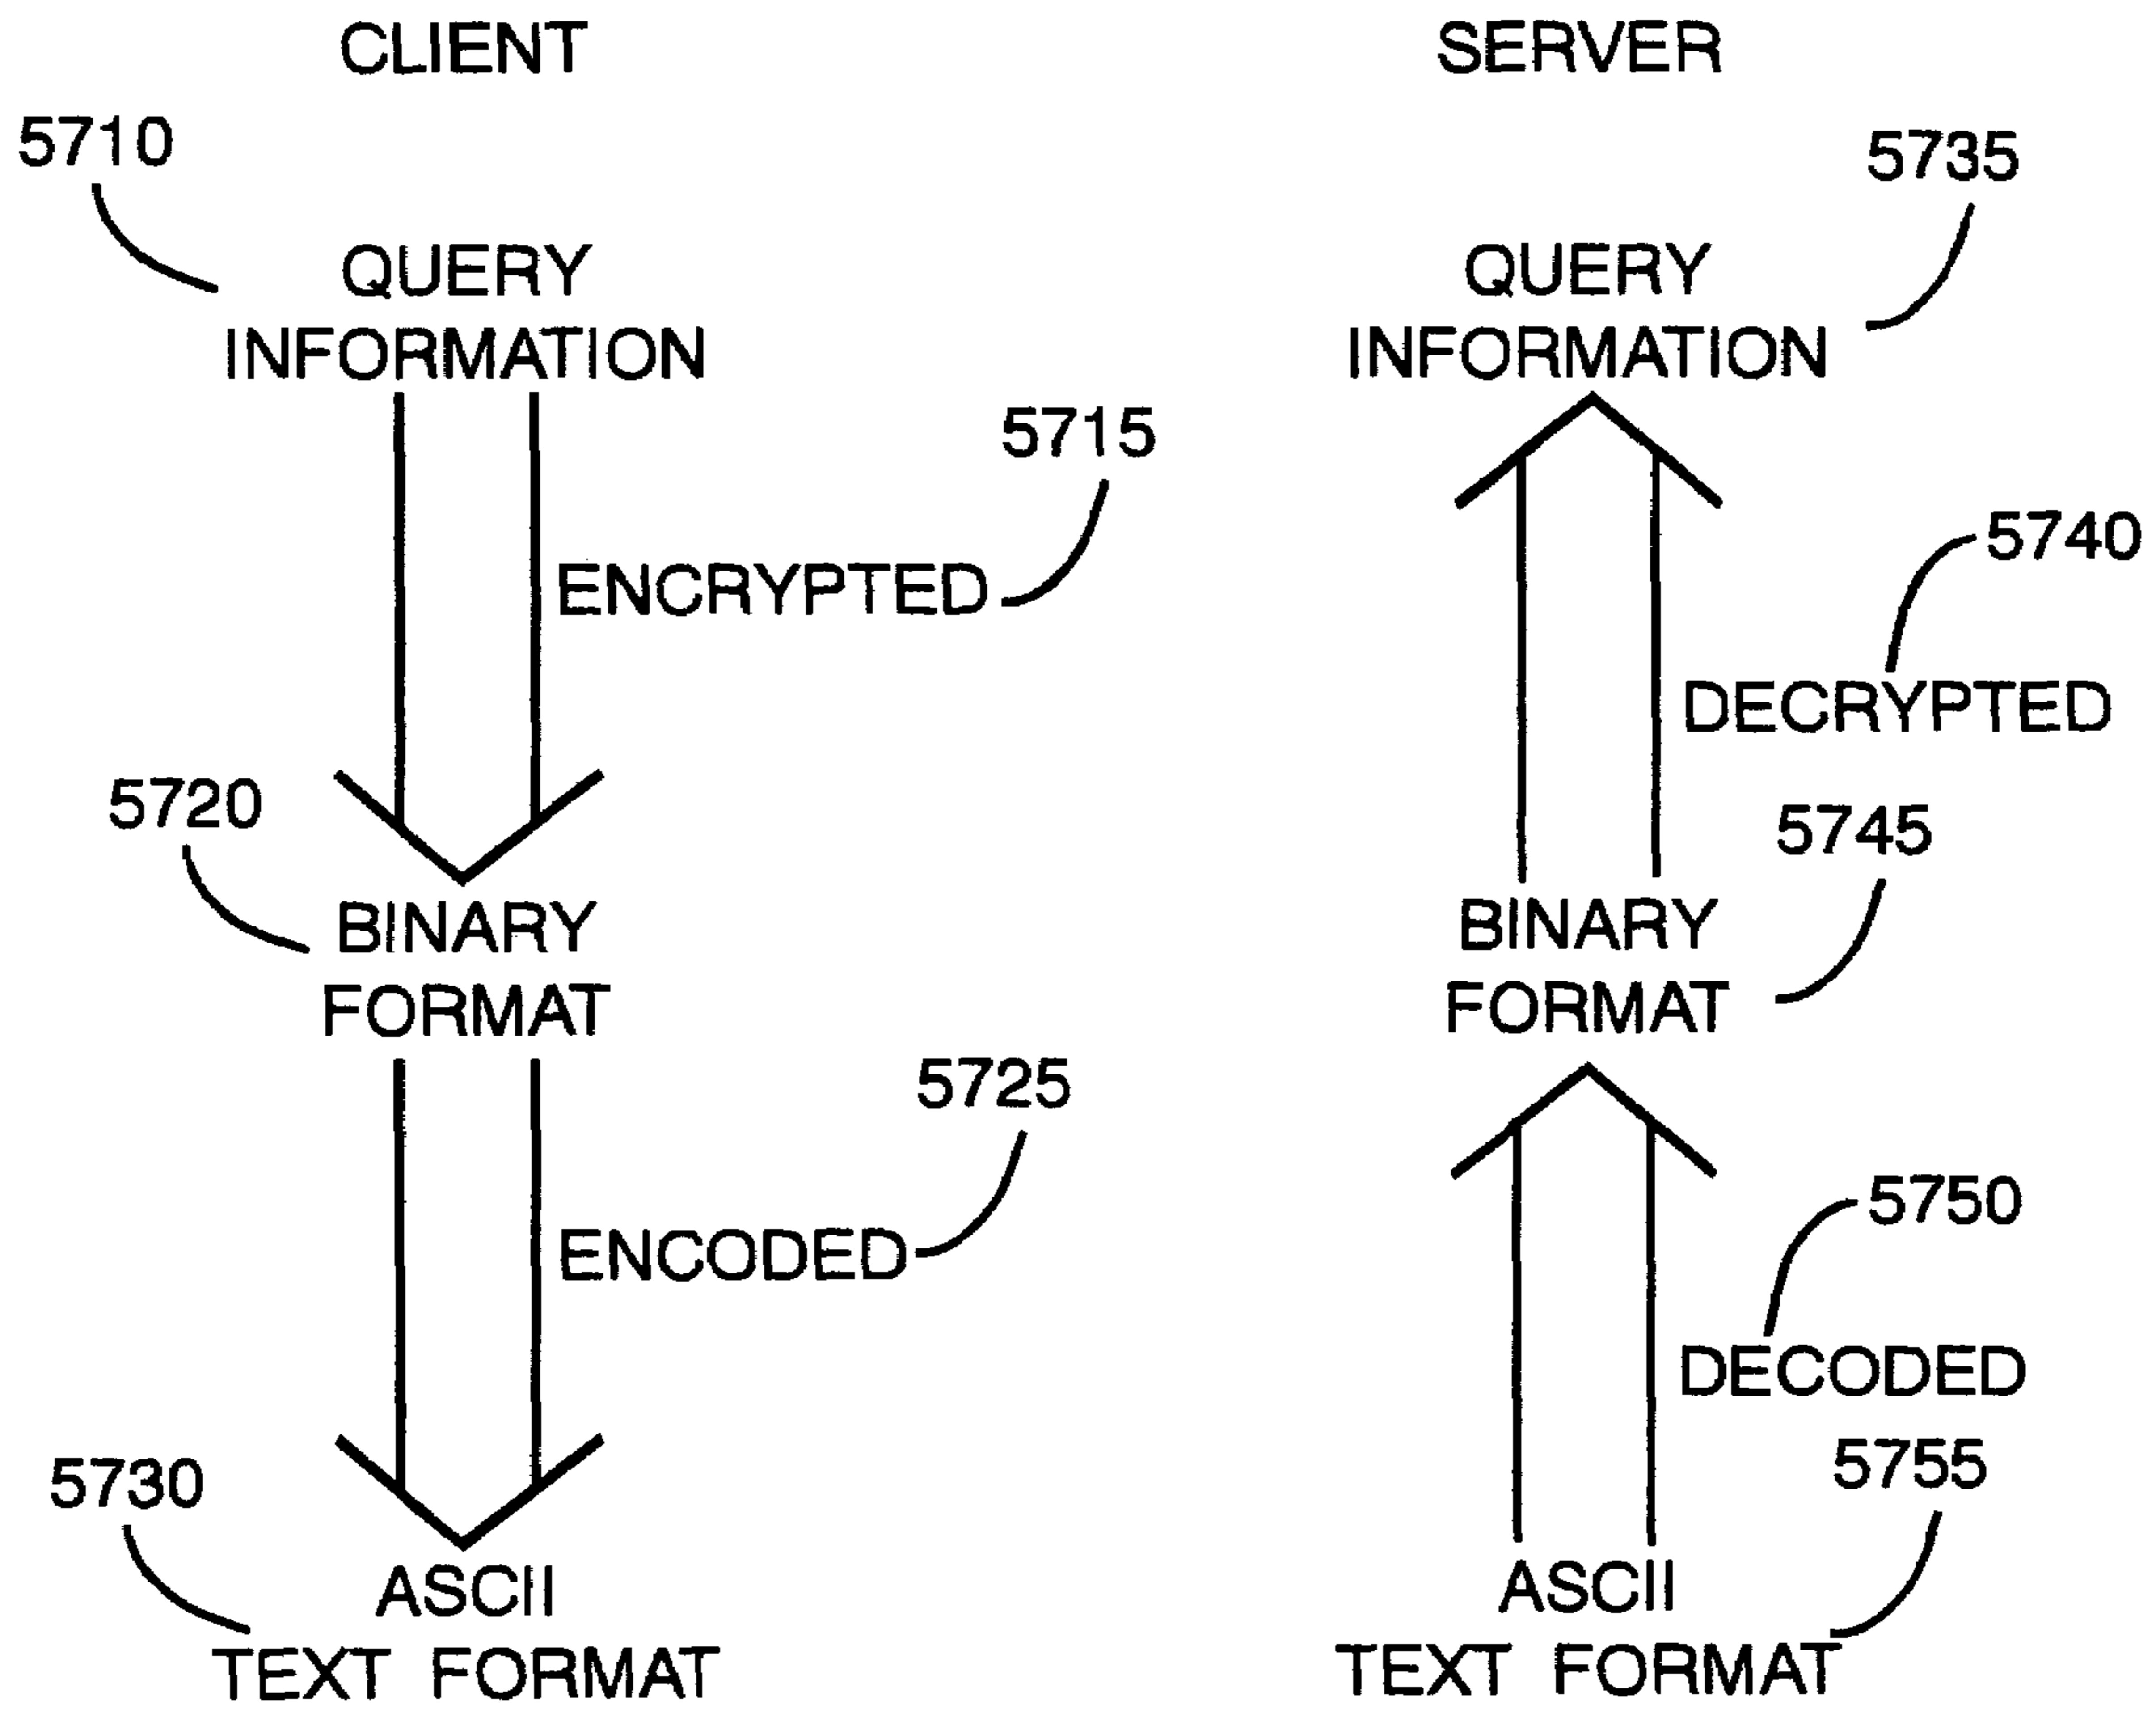 CLIENT
5710
QUERY
INFORMATION
5715
ENCRYPTED
5720
BINARY
FORMAT
5725
ENCODED
5730
ASCII
TEXT FORMAT
SERVER
5735
QUERY
INFORMATION
5740
DECRYPTED
5745
BINARY
FORMAT
5750
DECODED
5755
ASCII
TEXT FORMAT